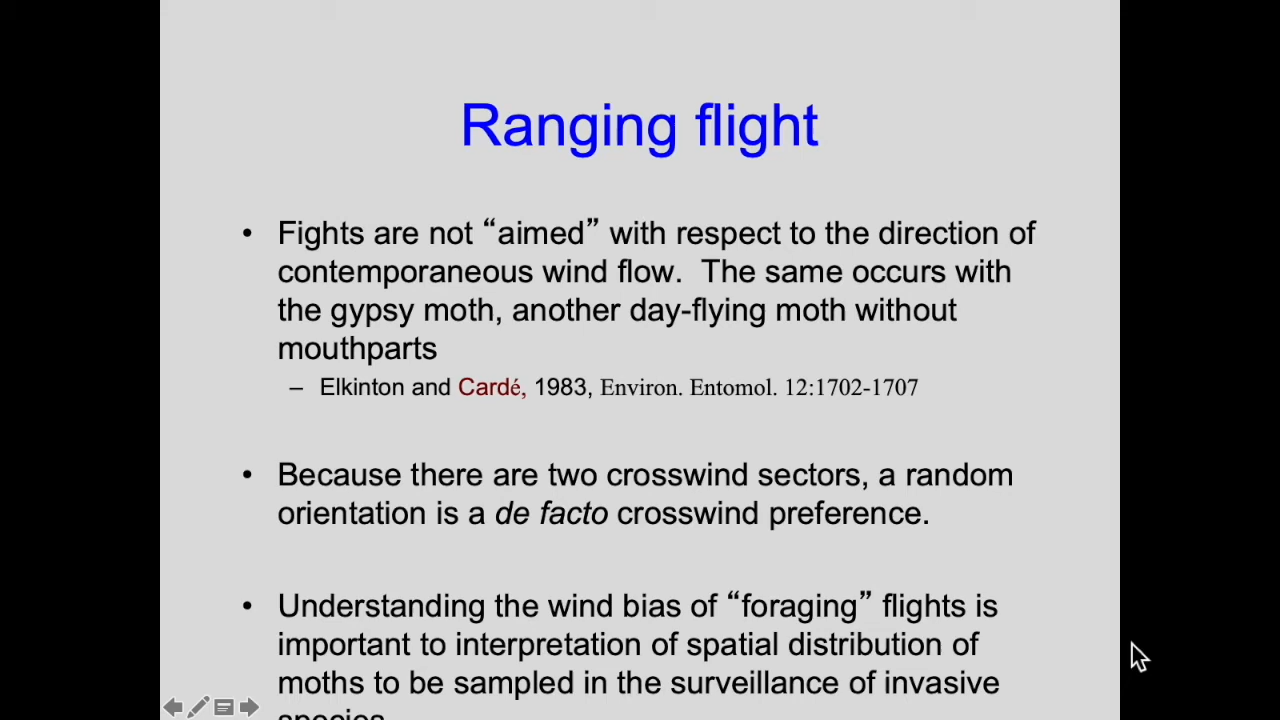 Ranging flight
• Fights are not “aimed” with respect to the direction of
contemporaneous wind flow.  The same occurs with
the gypsy moth, another day-flying moth without
mouthparts
– Elkinton and Cardé, 1983, Environ. Entomol. 12:1702-1707
• Because there are two crosswind sectors, a random
orientation is a de facto crosswind preference.
• Understanding the wind bias of “foraging” flights is
important to interpretation of spatial distribution of
moths to be sampled in the surveillance of invasive
species